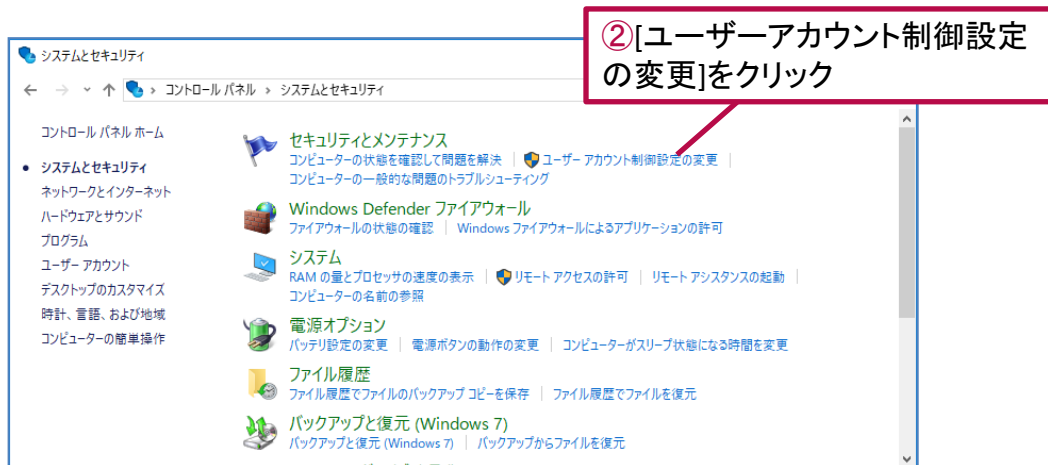 ②[ユーザーアカウント制御設定
の変更]をクリック
システムとセキュリティ
コントロール パネル › システムとセキュリティ
コントロール パネル ホーム
システムとセキュリティ
ネットワークとインターネット
ハードウェアとサウンド
プログラム
ユーザー アカウント
デスクトップのカスタマイズ
時計、言語、および地域
コンピューターの簡単操作
セキュリティとメンテナンス
コンピューターの状態を確認して問題を解決 | ユーザー アカウント制御設定の変更 |
コンピューターの一般的な問題のトラブルシューティング
Windows Defender ファイアウォール
ファイアウォールの状態の確認 | Windows ファイアウォールによるアプリケーションの許可
システム
RAM の量とプロセッサの速度の表示 | リモート アクセスの許可 | リモート アシスタンスの起動 |
コンピューターの名前の参照
電源オプション
バッテリ設定の変更 | 電源ボタンの動作の変更 | コンピューターがスリープ状態になる時間を変更
ファイル履歴
ファイル履歴でファイルのバックアップ コピーを保存 | ファイル履歴でファイルを復元
バックアップと復元 (Windows 7)
バックアップと復元 (Windows 7) | バックアップからファイルを復元